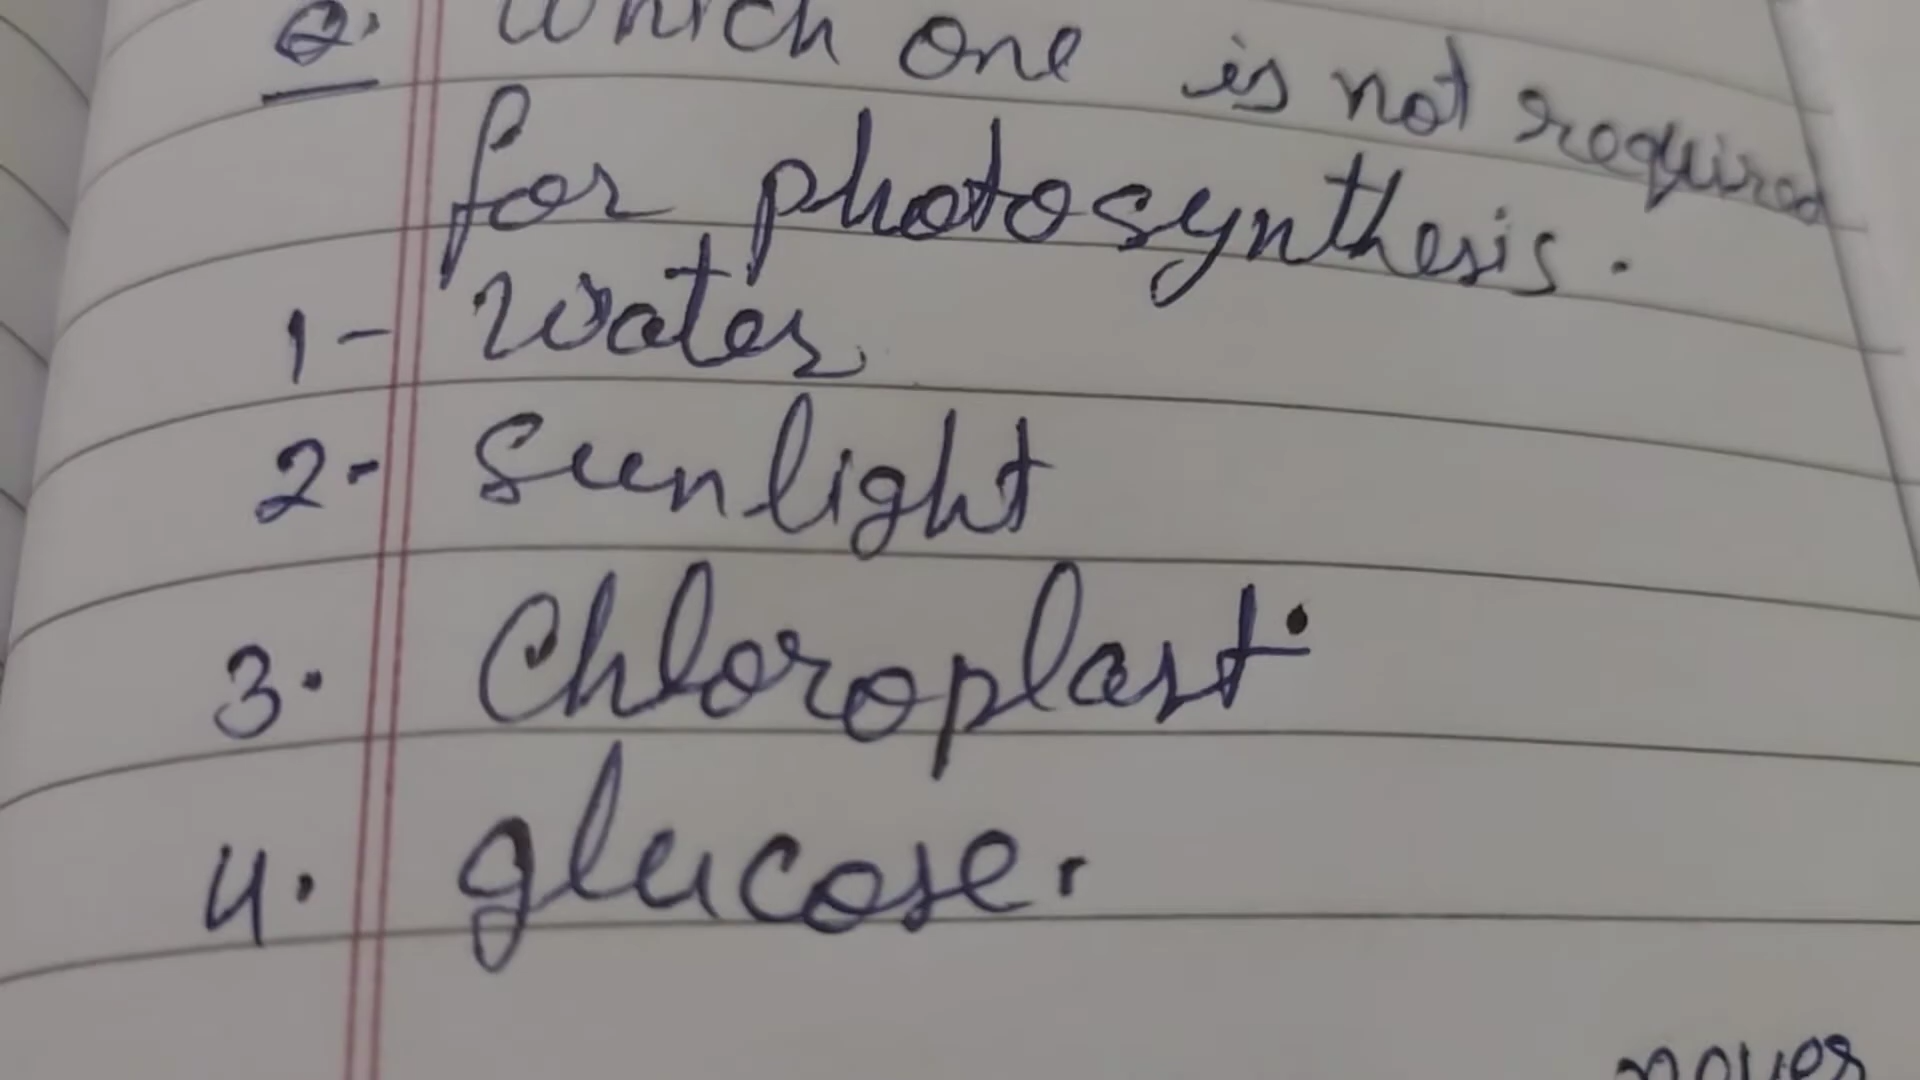 Q. Which one is not required
for photosynthesis.
1- Water
2- Sunlight
3. Chloroplast
4. glucose.